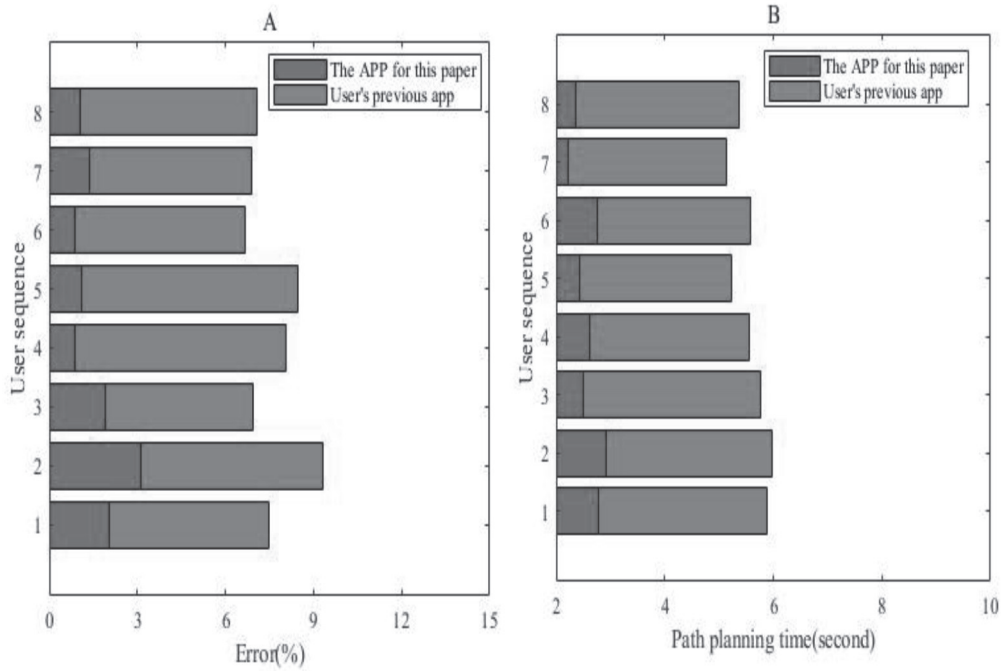 A
The APP for this paper
User's previous app
8
7
6
5
4
3
2
1
User sequence
0 3 6 9 12 15
Error(%)
B
The APP for this paper
User's previous app
8
7
6
5
4
3
2
1
User sequence
2 4 6 8 10
Path planning time(second)